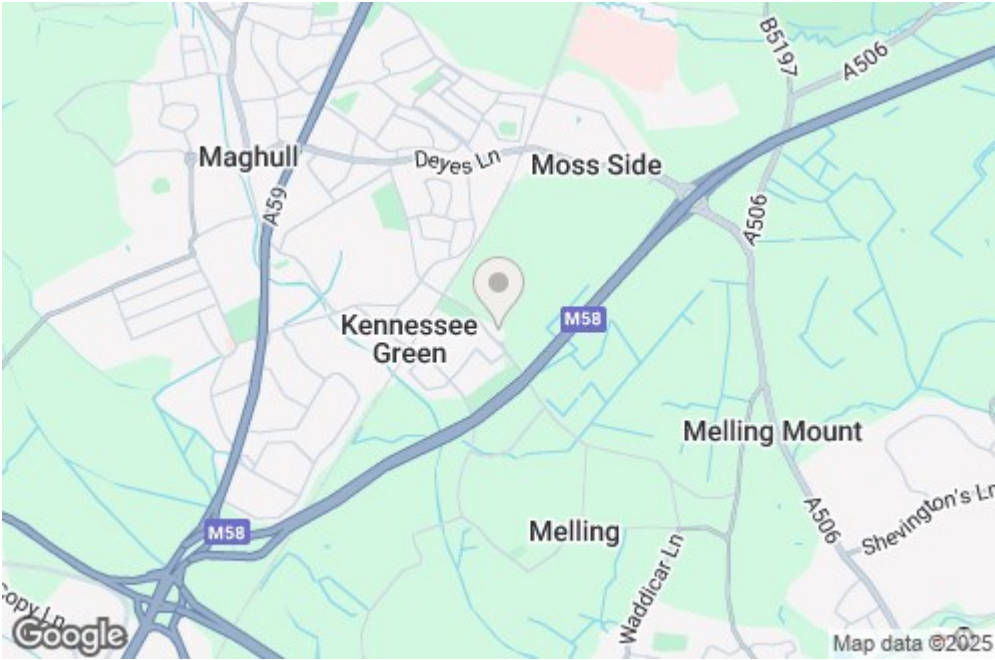 B5197
A506
Maghull
Deyes Ln
Moss Side
A59
A506
Kennessee
Green
M58
Melling Mount
M58
Melling
A506
Shevington's Ln
Waddicar Ln
Copy Ln
Google
Map data ©2025